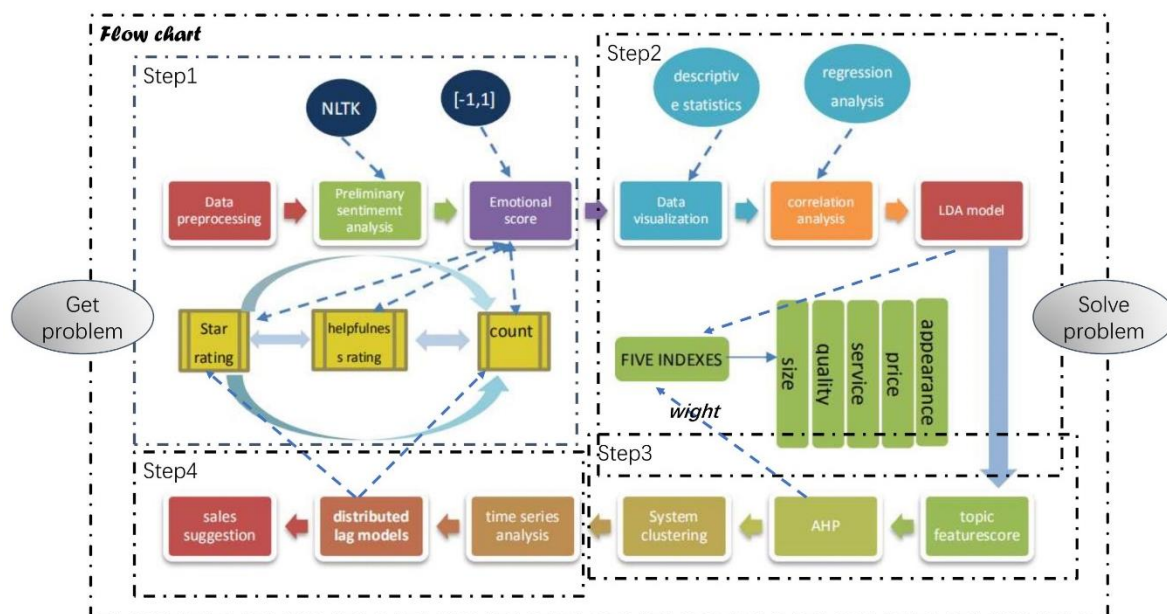 Flow chart
Step1
NLTK
[-1,1]
Data
preprocessing
Preliminary
sentimemt
analysis
Emotional
score
Star
rating
helpfulnes
s rating
count
Get
problem
Step2
descriptiv
e statistics
regression
analysis
Data
visualization
correlation
analysis
LDA model
FIVE INDEXES
size
quality
service
price
appearance
wight
Solve
problem
Step3
topic
featurescore
AHP
System
clustering
Step4
time series
analysis
distributed
lag models
sales
suggestion